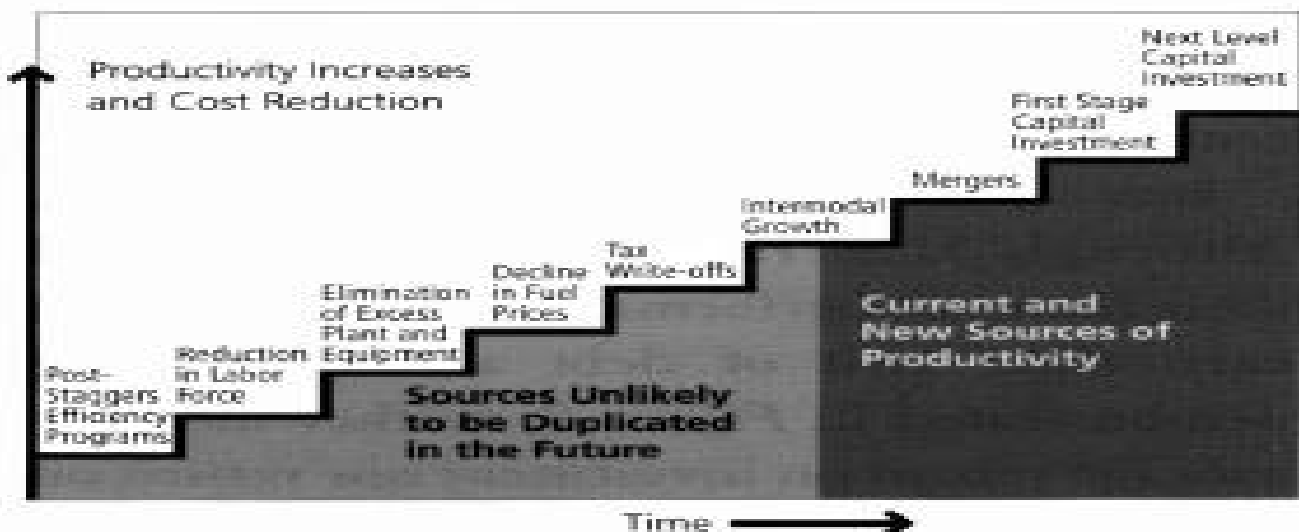 Productivity Increases
and Cost Reduction
Post-
Staggers
Efficiency
Programs
Reduction
in Labor
Force
Elimination
of Excess
Plant and
Equipment
Decline
in Fuel
Prices
Tax
Write-offs
Intermodal
Growth
Mergers
First Stage
Capital
Investment
Next Level
Capital
Investment
Sources Unlikely
to be Duplicated
in the Future
Current and
New Sources of
Productivity
Time